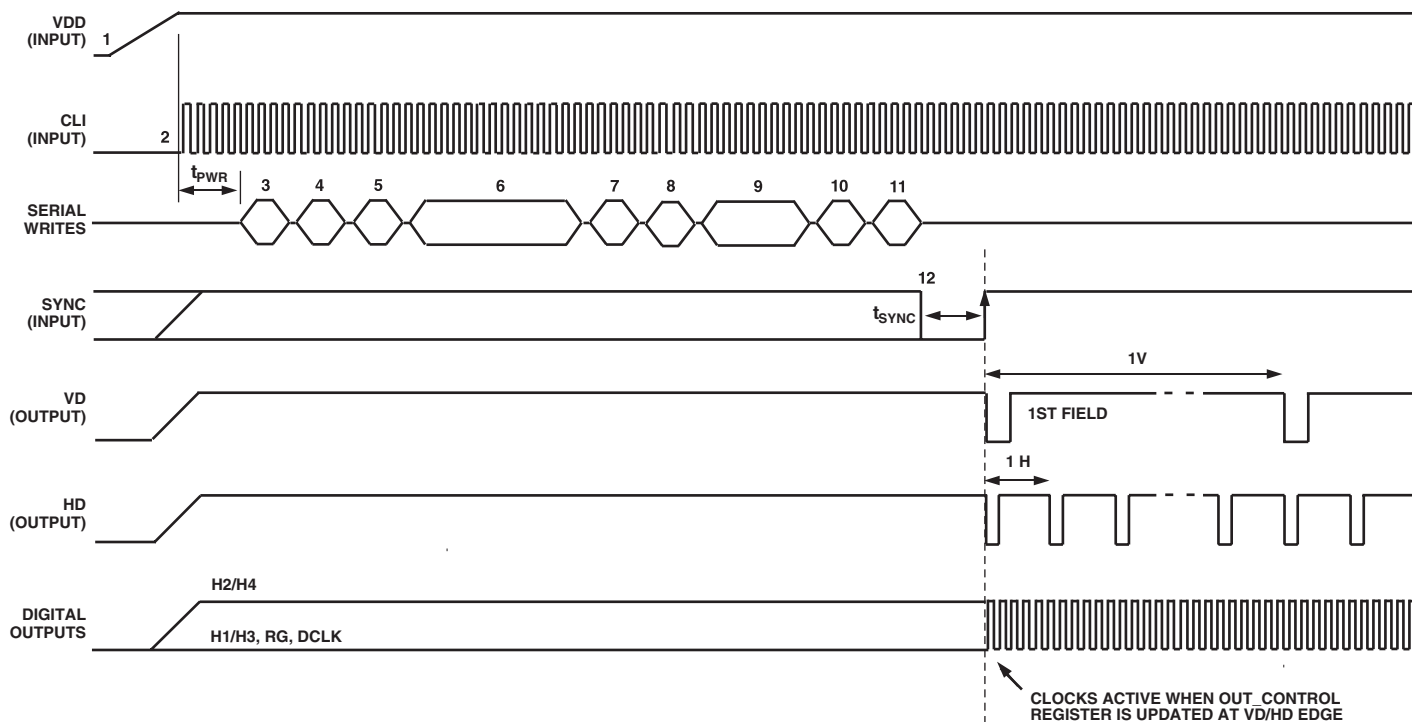 VDD
(INPUT)
1
CLI
(INPUT)
2
tPWR
SERIAL
WRITES
3 4 5 6 7 8 9 10 11
SYNC
(INPUT)
12
tSYNC
1V
VD
(OUTPUT)
1ST FIELD
1 H
HD
(OUTPUT)
H2/H4
DIGITAL
OUTPUTS
H1/H3, RG, DCLK
CLOCKS ACTIVE WHEN OUT_CONTROL
REGISTER IS UPDATED AT VD/HD EDGE